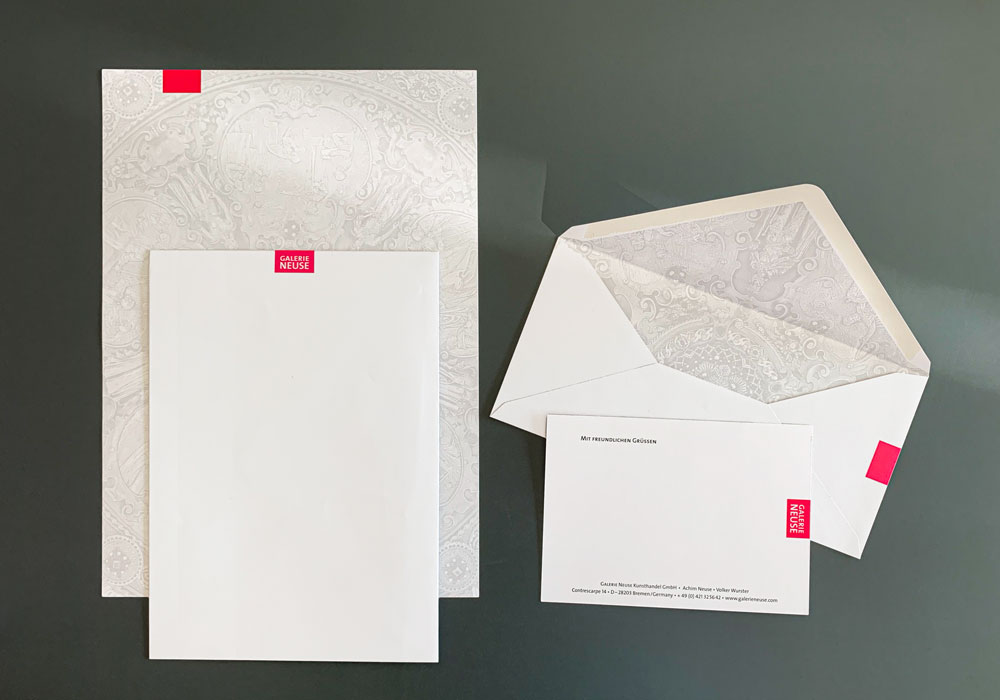 GALERIE
NEUSE
MIT FREUNDLICHEN GRÜSSEN
GALERIE
NEUSE
GALERIE NEUSE Kunsthandel GmbH • Achim Neuse • Volker Wurster
Contrescarpe 14 • D – 28203 Bremen/Germany • + 49 (0) 421 32 56 42 • www.galerieneuse.com